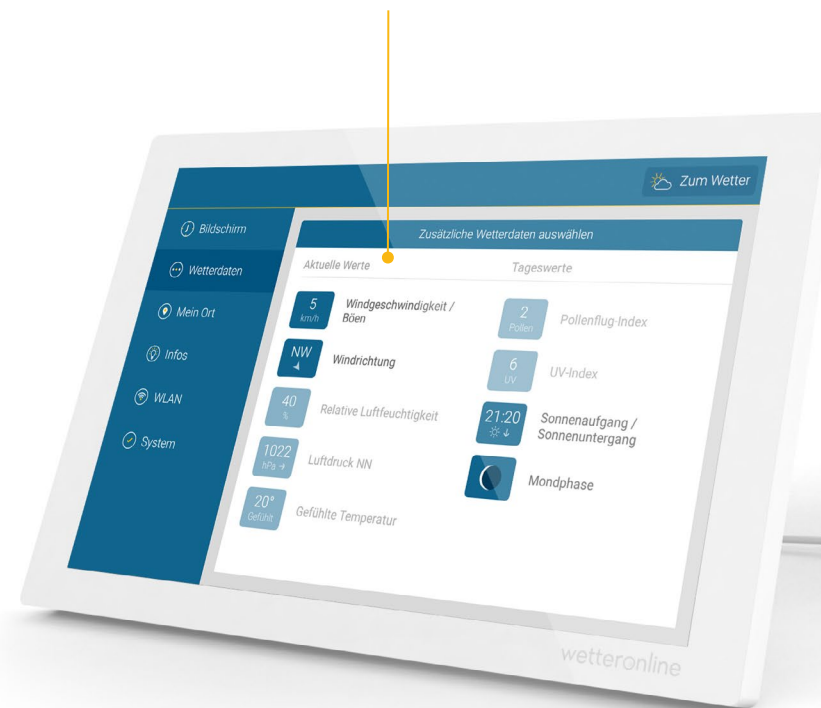 Zum Wetter
Bildschirm
Wetterdaten
Mein Ort
Infos
WLAN
System
Zusätzliche Wetterdaten auswählen
Aktuelle Werte
5
km/h
Windgeschwindigkeit /
Böen
NW
Windrichtung
40
%
Relative Luftfeuchtigkeit
1022
hPa →
Luftdruck NN
20°
Gefühlt
Gefühlte Temperatur
Tageswerte
2
Pollen
Pollenflug-Index
6
UV
UV-Index
21:20
↓
Sonnenaufgang /
Sonnenuntergang
Mondphase
wetteronline